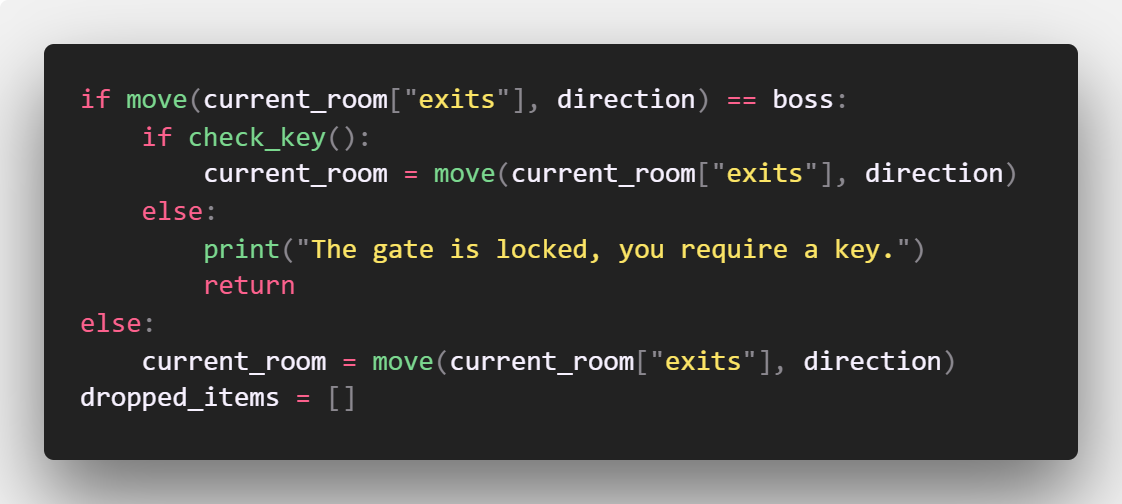 if move(current_room["exits"], direction) == boss:
    if check_key():
        current_room = move(current_room["exits"], direction)
    else:
        print("The gate is locked, you require a key.")
        return
else:
    current_room = move(current_room["exits"], direction)
dropped_items = []